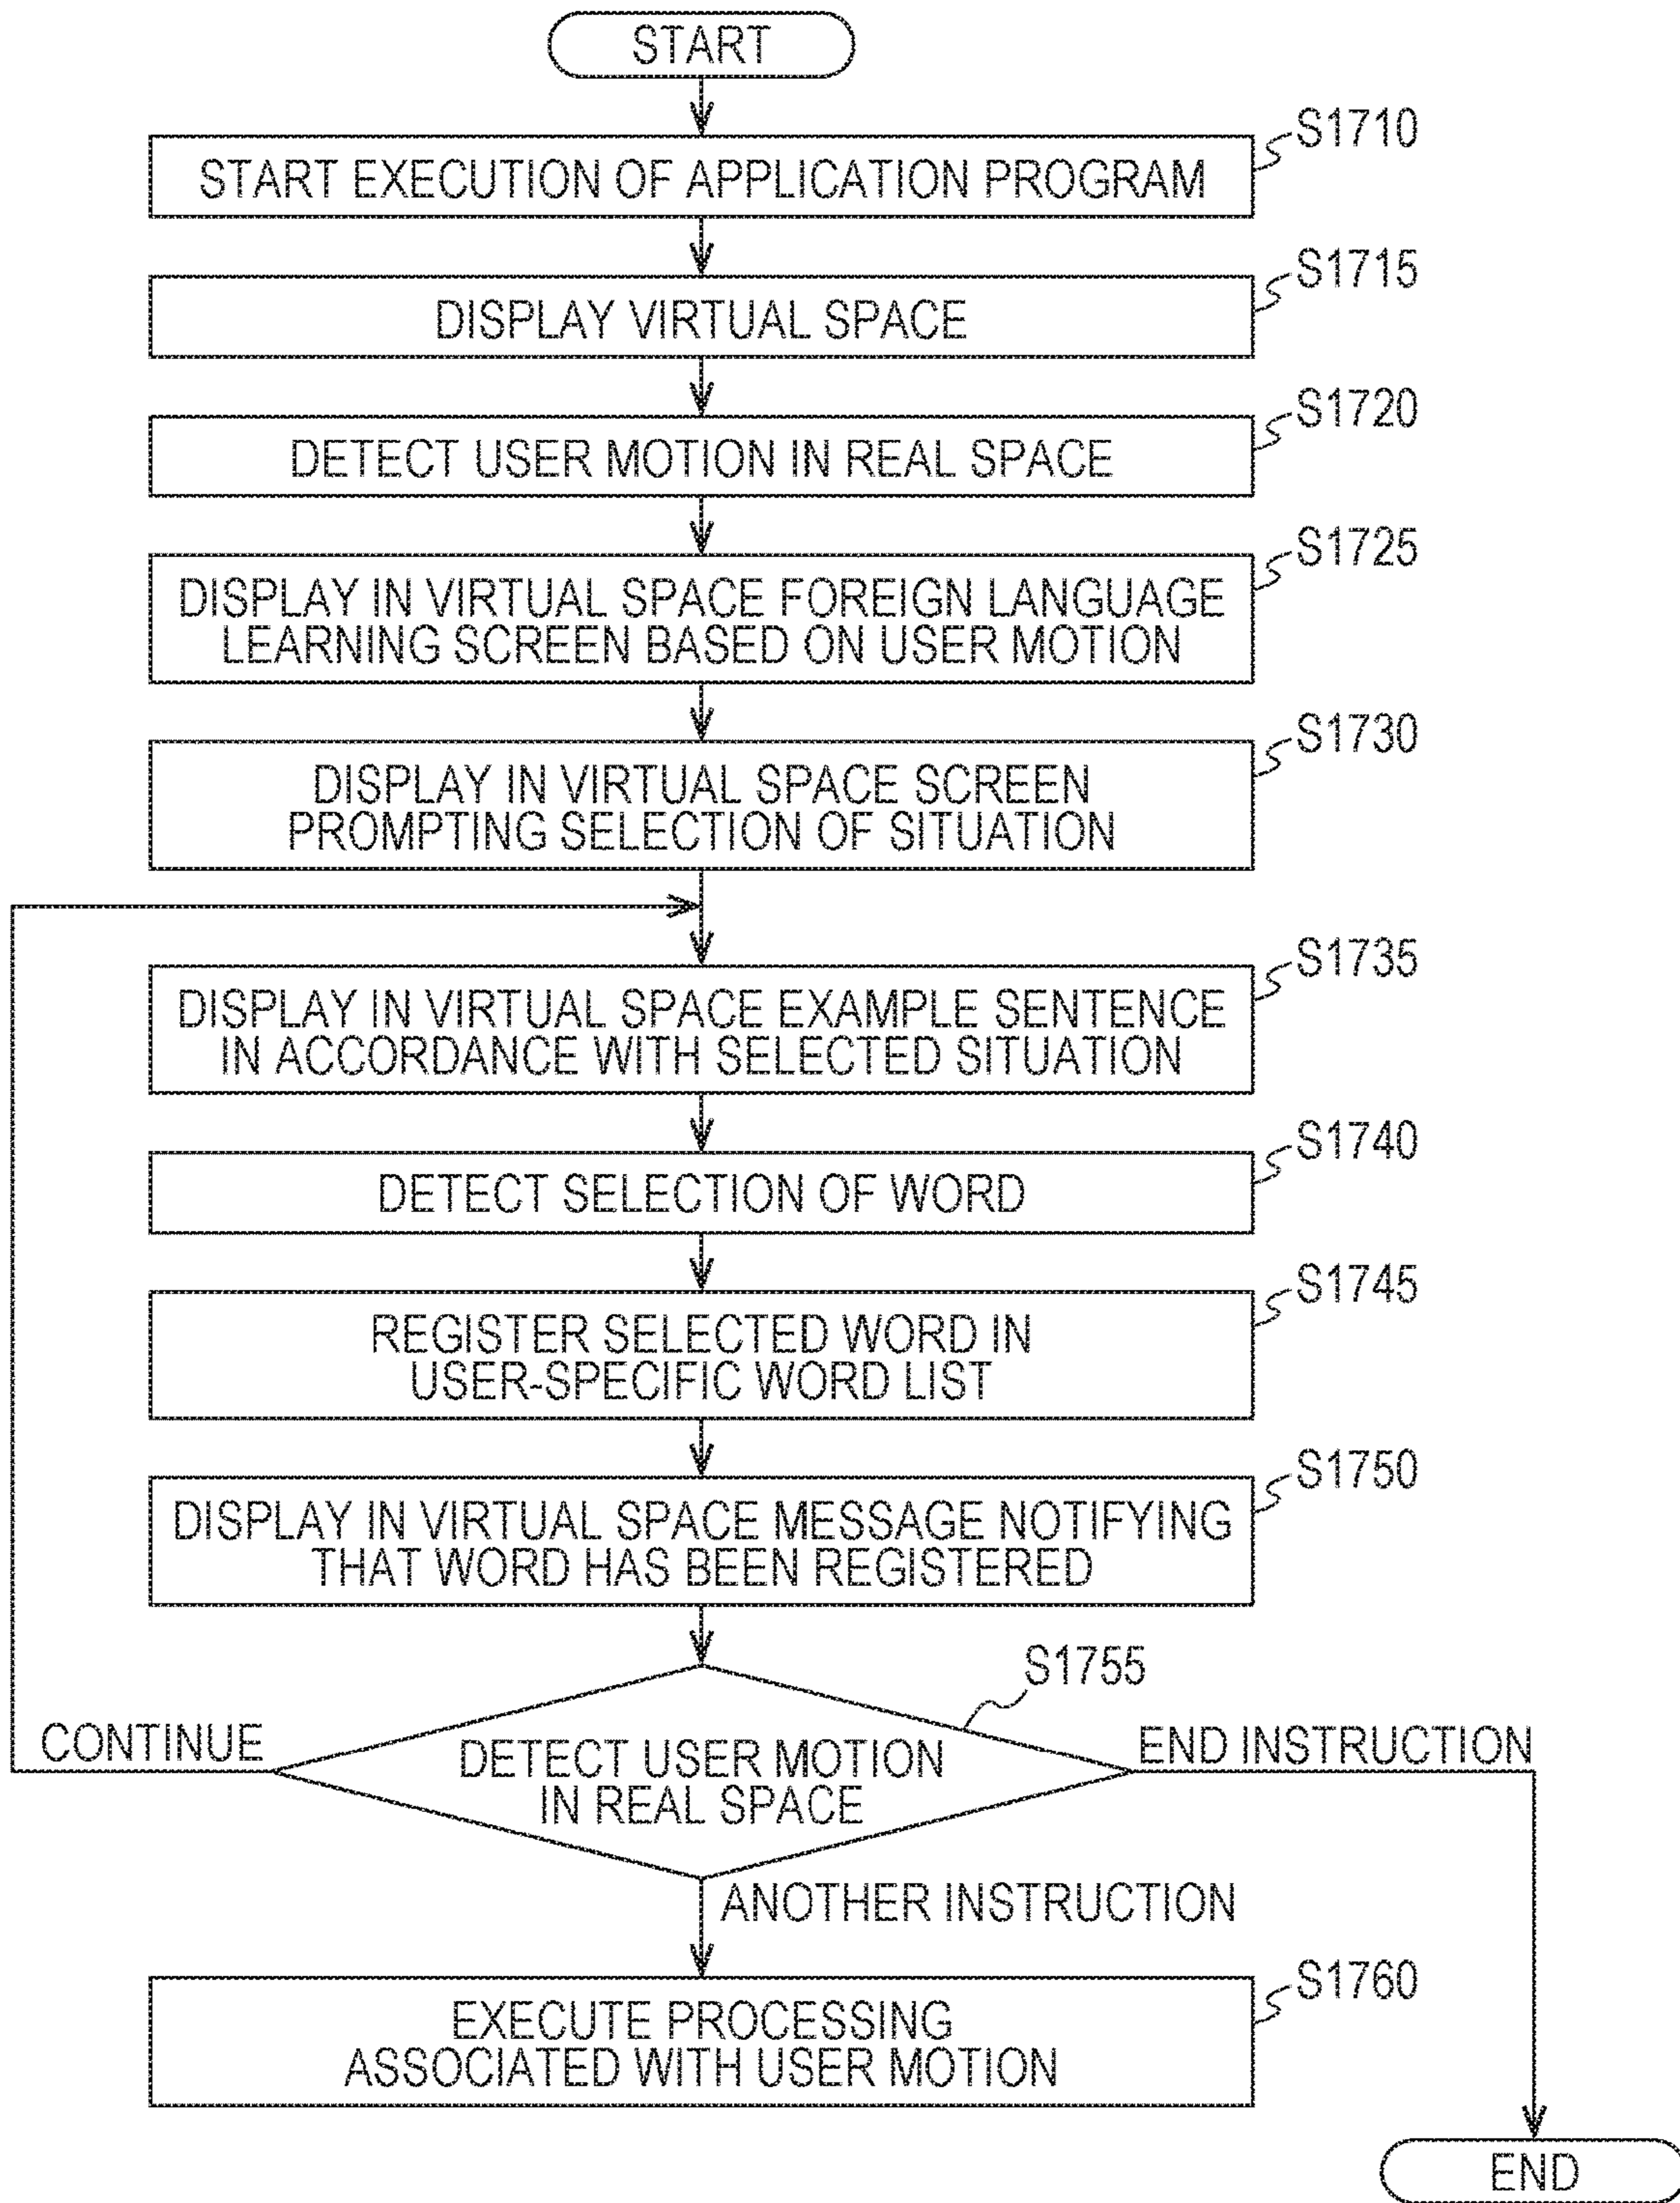 START
S1710
START EXECUTION OF APPLICATION PROGRAM
S1715
DISPLAY VIRTUAL SPACE
S1720
DETECT USER MOTION IN REAL SPACE
S1725
DISPLAY IN VIRTUAL SPACE FOREIGN LANGUAGE
LEARNING SCREEN BASED ON USER MOTION
S1730
DISPLAY IN VIRTUAL SPACE SCREEN
PROMPTING SELECTION OF SITUATION
S1735
DISPLAY IN VIRTUAL SPACE EXAMPLE SENTENCE
IN ACCORDANCE WITH SELECTED SITUATION
S1740
DETECT SELECTION OF WORD
S1745
REGISTER SELECTED WORD IN
USER-SPECIFIC WORD LIST
S1750
DISPLAY IN VIRTUAL SPACE MESSAGE NOTIFYING
THAT WORD HAS BEEN REGISTERED
S1755
CONTINUE
DETECT USER MOTION
IN REAL SPACE
END INSTRUCTION
ANOTHER INSTRUCTION
S1760
EXECUTE PROCESSING
ASSOCIATED WITH USER MOTION
END